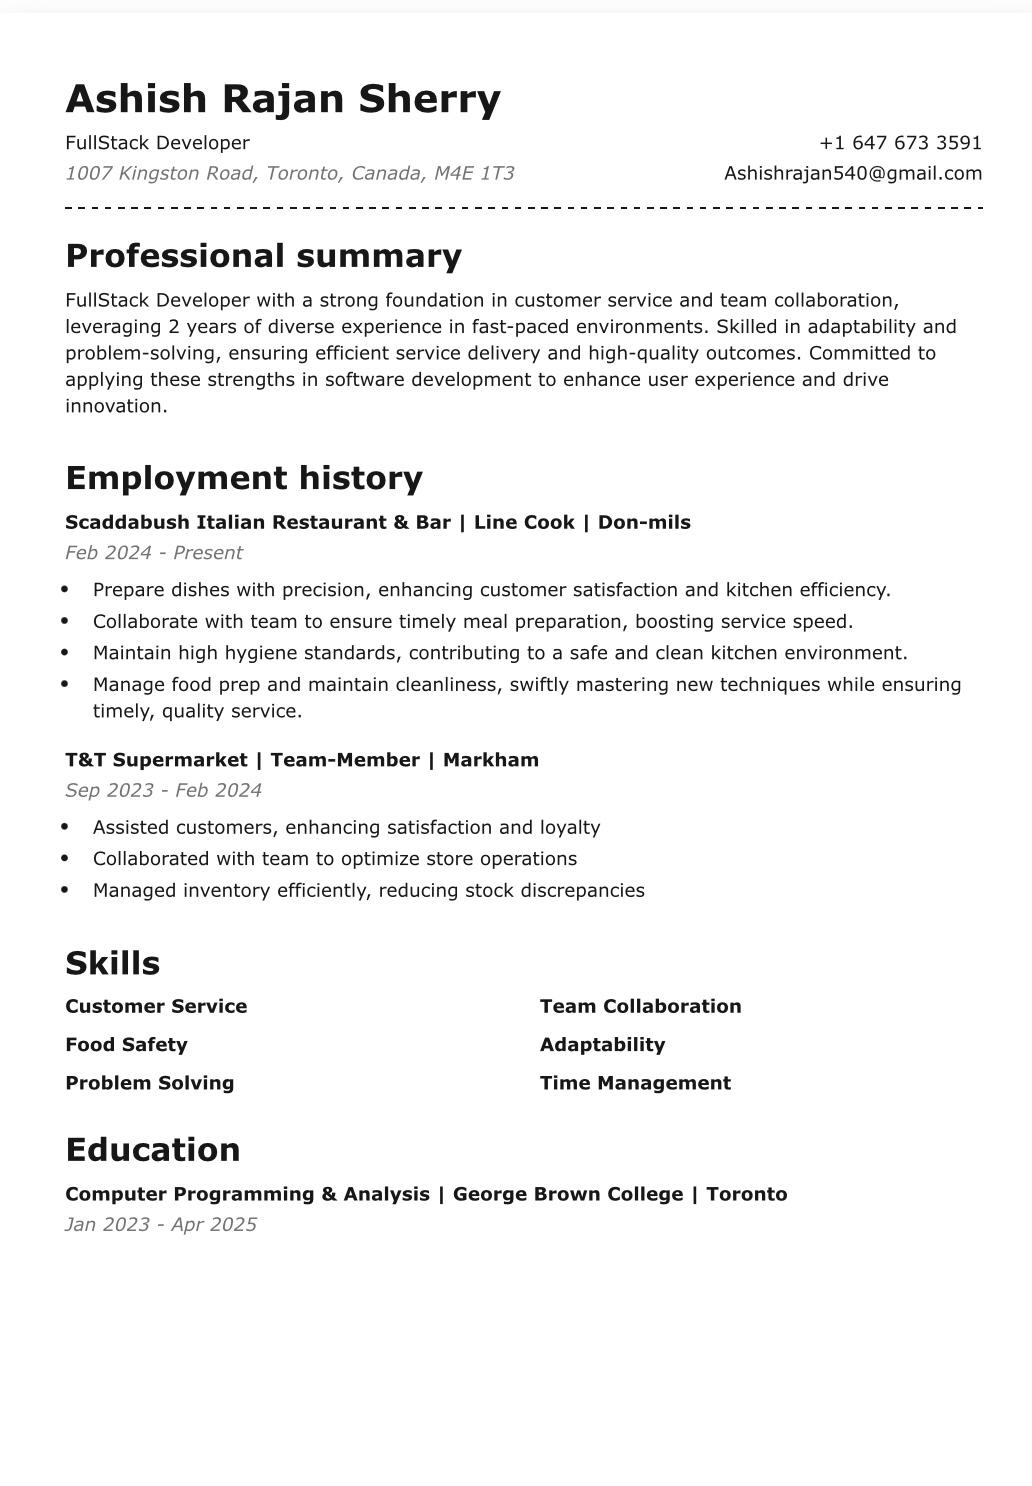 Ashish Rajan Sherry
FullStack Developer
+1 647 673 3591
1007 Kingston Road, Toronto, Canada, M4E 1T3
Ashishrajan540@gmail.com
Professional summary
FullStack Developer with a strong foundation in customer service and team collaboration,
leveraging 2 years of diverse experience in fast-paced environments. Skilled in adaptability and
problem-solving, ensuring efficient service delivery and high-quality outcomes. Committed to
applying these strengths in software development to enhance user experience and drive
innovation.
Employment history
Scaddabush Italian Restaurant & Bar | Line Cook | Don-mils
Feb 2024 - Present
• Prepare dishes with precision, enhancing customer satisfaction and kitchen efficiency.
• Collaborate with team to ensure timely meal preparation, boosting service speed.
• Maintain high hygiene standards, contributing to a safe and clean kitchen environment.
• Manage food prep and maintain cleanliness, swiftly mastering new techniques while ensuring
timely, quality service.
T&T Supermarket | Team-Member | Markham
Sep 2023 - Feb 2024
• Assisted customers, enhancing satisfaction and loyalty
• Collaborated with team to optimize store operations
• Managed inventory efficiently, reducing stock discrepancies
Skills
Customer Service
Team Collaboration
Food Safety
Adaptability
Problem Solving
Time Management
Education
Computer Programming & Analysis | George Brown College | Toronto
Jan 2023 - Apr 2025